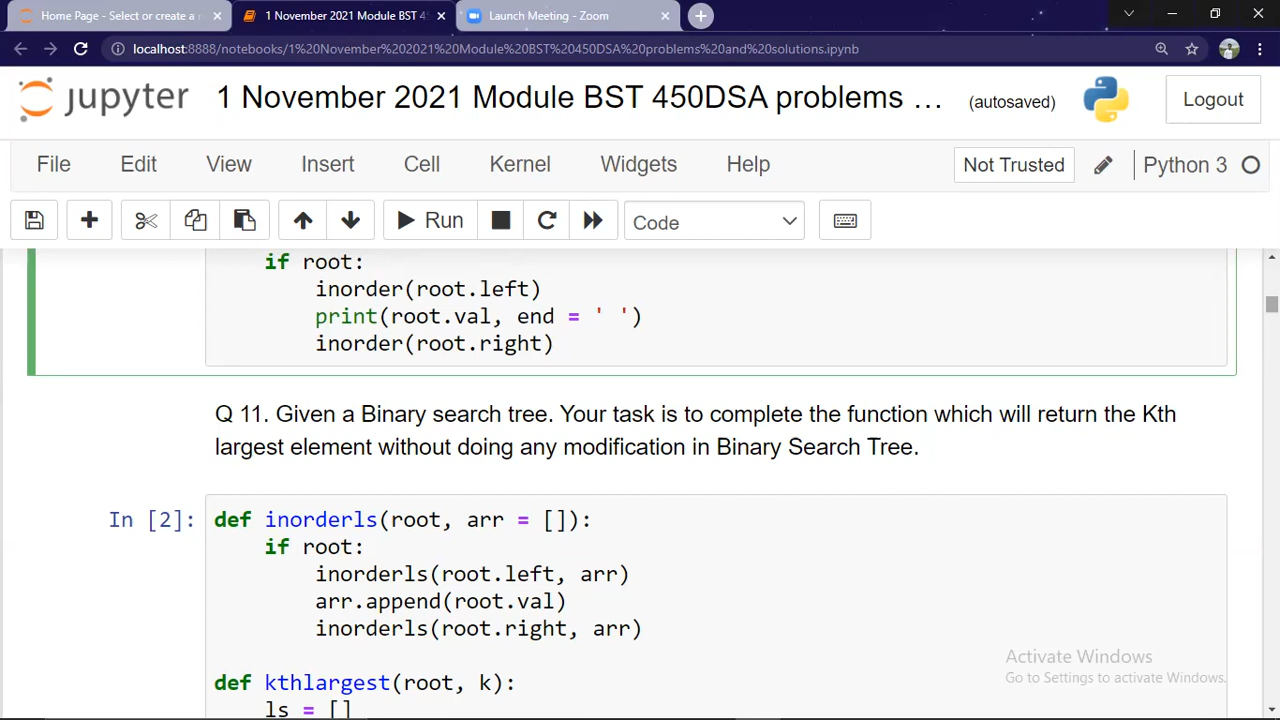 Home Page - Select or create a
1 November 2021 Module BST 4
Launch Meeting - Zoom
localhost:8888/notebooks/1%20November%202021%20Module%20BST%20450DSA%20problems%20and%20solutions.ipynb
jupyter 1 November 2021 Module BST 450DSA problems ... (autosaved) Logout
File Edit View Insert Cell Kernel Widgets Help Not Trusted Python 3
Run Code
if root:
inorder(root.left)
print(root.val, end = ' ')
inorder(root.right)
Q 11. Given a Binary search tree. Your task is to complete the function which will return the Kth
largest element without doing any modification in Binary Search Tree.
In [2]: def inorderls(root, arr = []):
if root:
inorderls(root.left, arr)
arr.append(root.val)
inorderls(root.right, arr)
def kthlargest(root, k):
ls = []
Activate Windows
Go to Settings to activate Windows.